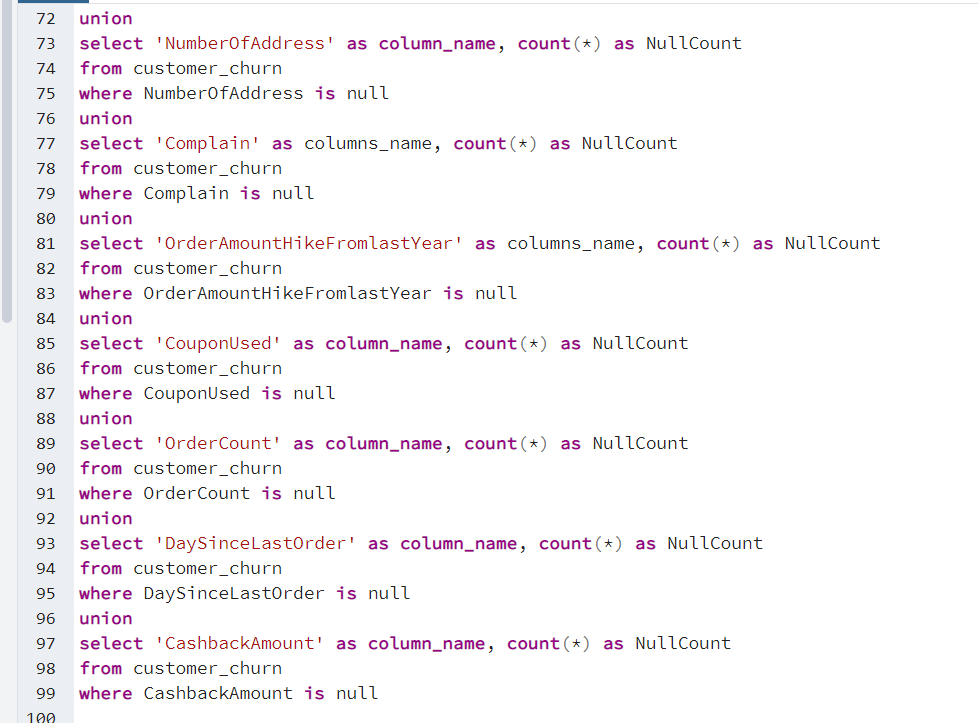 72 union
73 select 'NumberOfAddress' as column_name, count(*) as NullCount
74 from customer_churn
75 where NumberOfAddress is null
76 union
77 select 'Complain' as columns_name, count(*) as NullCount
78 from customer_churn
79 where Complain is null
80 union
81 select 'OrderAmountHikeFromlastYear' as columns_name, count(*) as NullCount
82 from customer_churn
83 where OrderAmountHikeFromlastYear is null
84 union
85 select 'CouponUsed' as column_name, count(*) as NullCount
86 from customer_churn
87 where CouponUsed is null
88 union
89 select 'OrderCount' as column_name, count(*) as NullCount
90 from customer_churn
91 where OrderCount is null
92 union
93 select 'DaySinceLastOrder' as column_name, count(*) as NullCount
94 from customer_churn
95 where DaySinceLastOrder is null
96 union
97 select 'CashbackAmount' as column_name, count(*) as NullCount
98 from customer_churn
99 where CashbackAmount is null
100